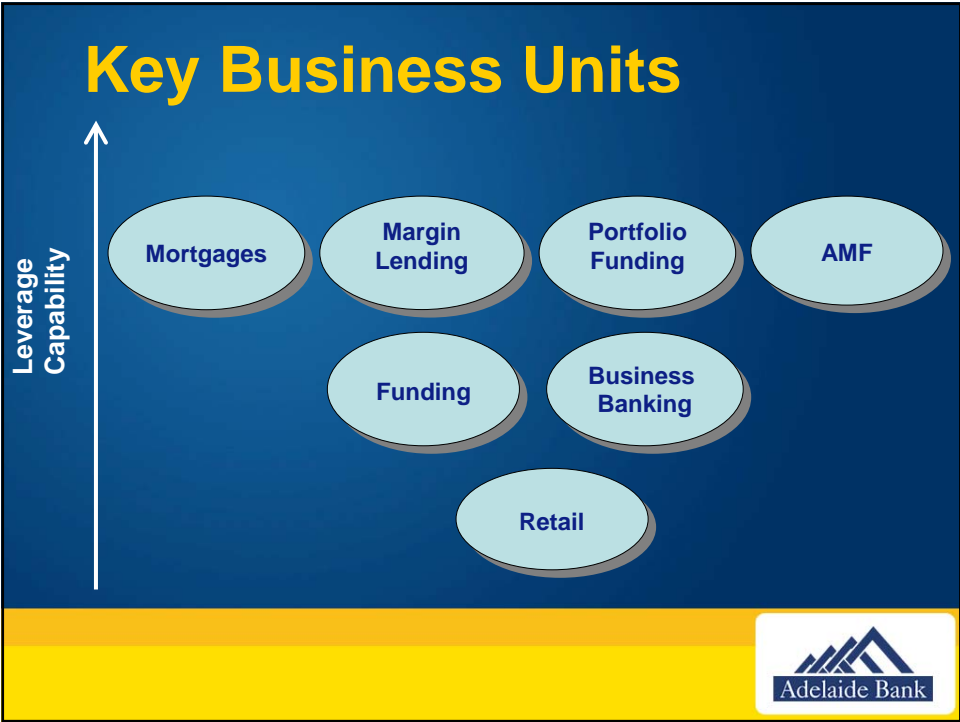 Key Business Units
Leverage
Capability
Mortgages
Margin
Lending
Portfolio
Funding
AMF
Funding
Business
Banking
Retail
Adelaide Bank